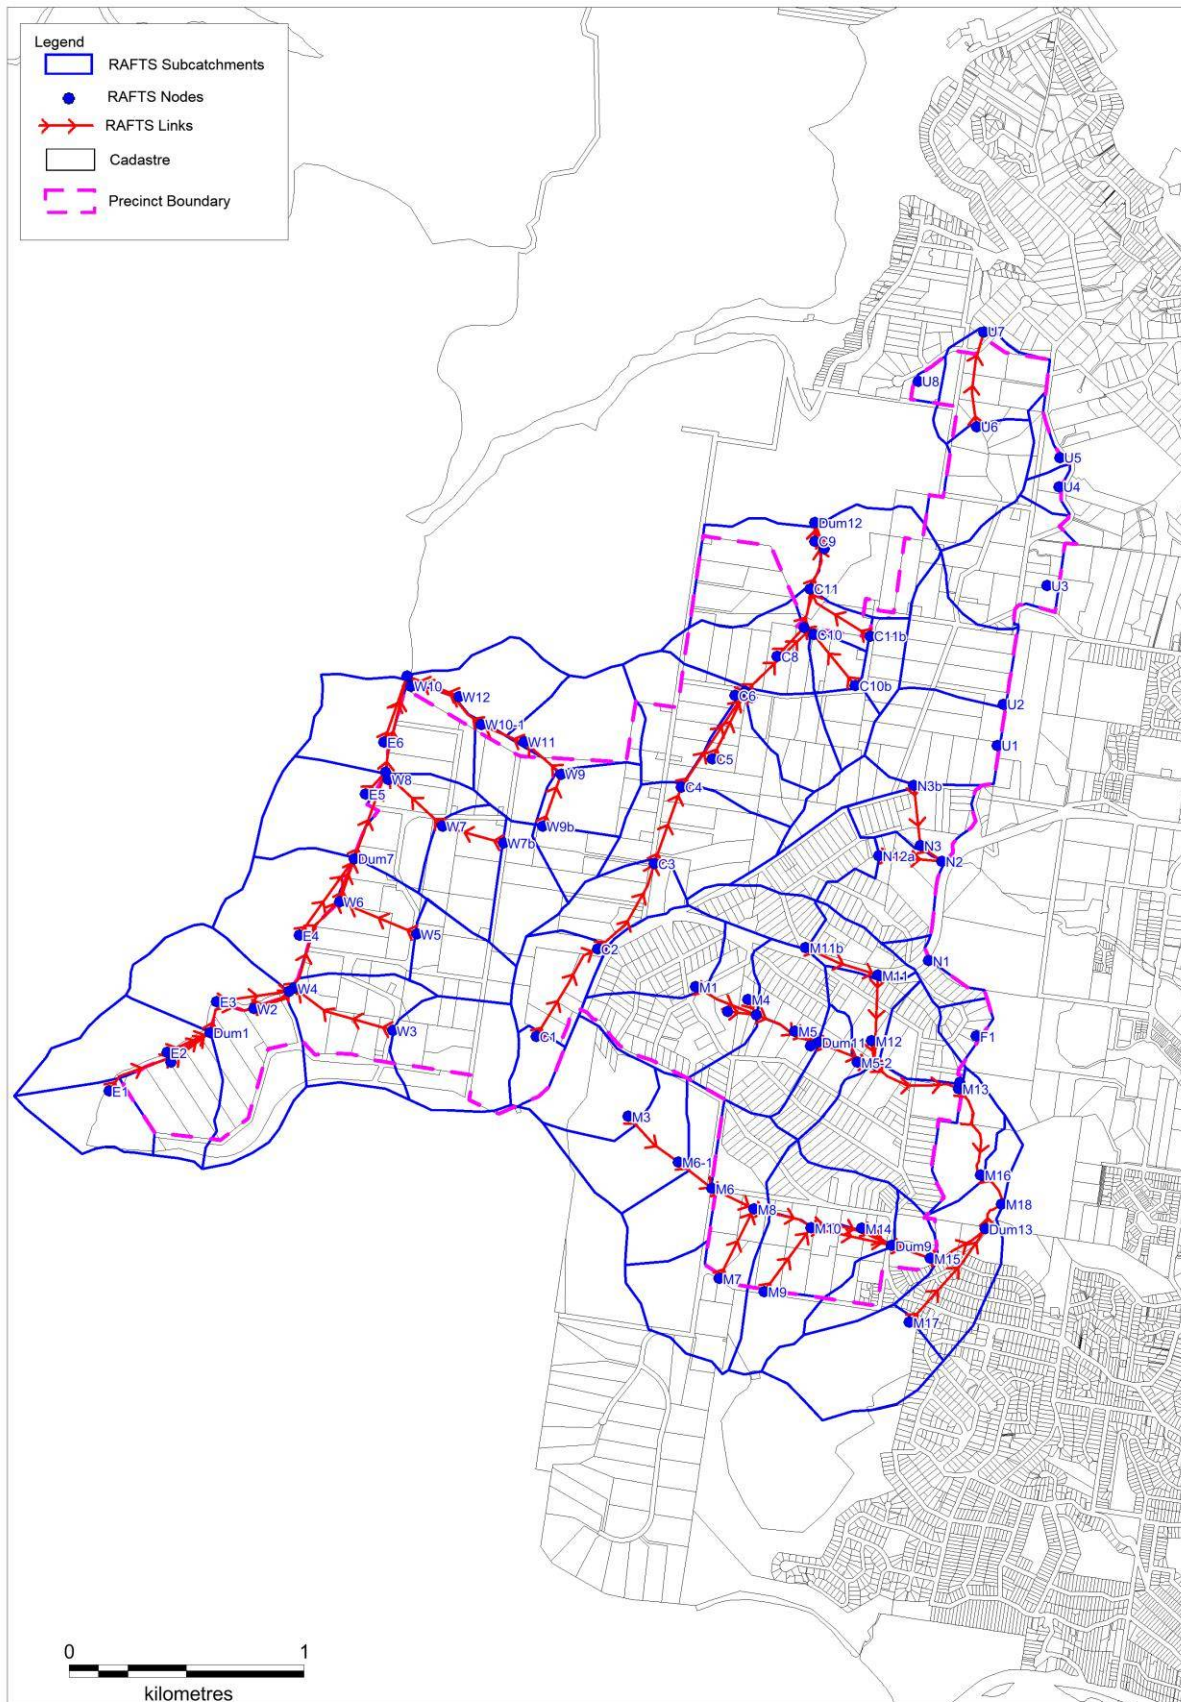 Legend
RAFTS Subcatchments
RAFTS Nodes
RAFTS Links
Cadastre
Precinct Boundary
U7
U8
U6
U5
U4
Dum12
C9
U3
C11
C10
C11b
C8
C10b
W10
W12
C6
U2
W10-1
E6
W11
U1
C5
W9
W8
C4
N3b
E5
W7
W9b
W7b
N3
N12a
N2
Dum7
C3
W6
E4
W5
C2
M11b
N1
M11
M1
W4
E3
W2
M4
W3
Dum1
C1
M5
F1
Dum11
M12
E2
M5-2
E1
M13
M3
M6-1
M16
M6
M18
M8
M10
M14
Dum13
Dum9
M15
M7
M9
M17
0 1
kilometres